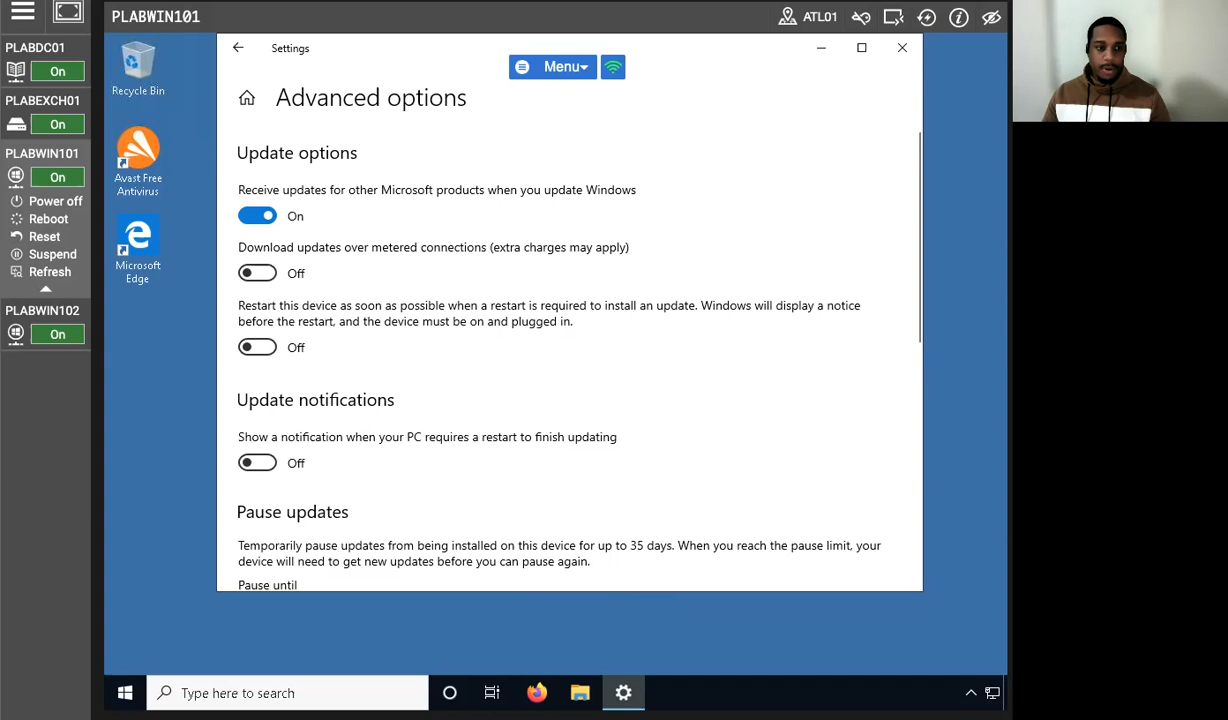 PLABWIN101
ATL01
PLABDC01
On
PLABEXCH01
On
PLABWIN101
On
Power off
Reboot
Reset
Suspend
Refresh
PLABWIN102
On
Recycle Bin
Avast Free
Antivirus
Microsoft
Edge
Settings
Menu
Advanced options
Update options
Receive updates for other Microsoft products when you update Windows
On
Download updates over metered connections (extra charges may apply)
Off
Restart this device as soon as possible when a restart is required to install an update. Windows will display a notice
before the restart, and the device must be on and plugged in.
Off
Update notifications
Show a notification when your PC requires a restart to finish updating
Off
Pause updates
Temporarily pause updates from being installed on this device for up to 35 days. When you reach the pause limit, your
device will need to get new updates before you can pause again.
Pause until
Type here to search